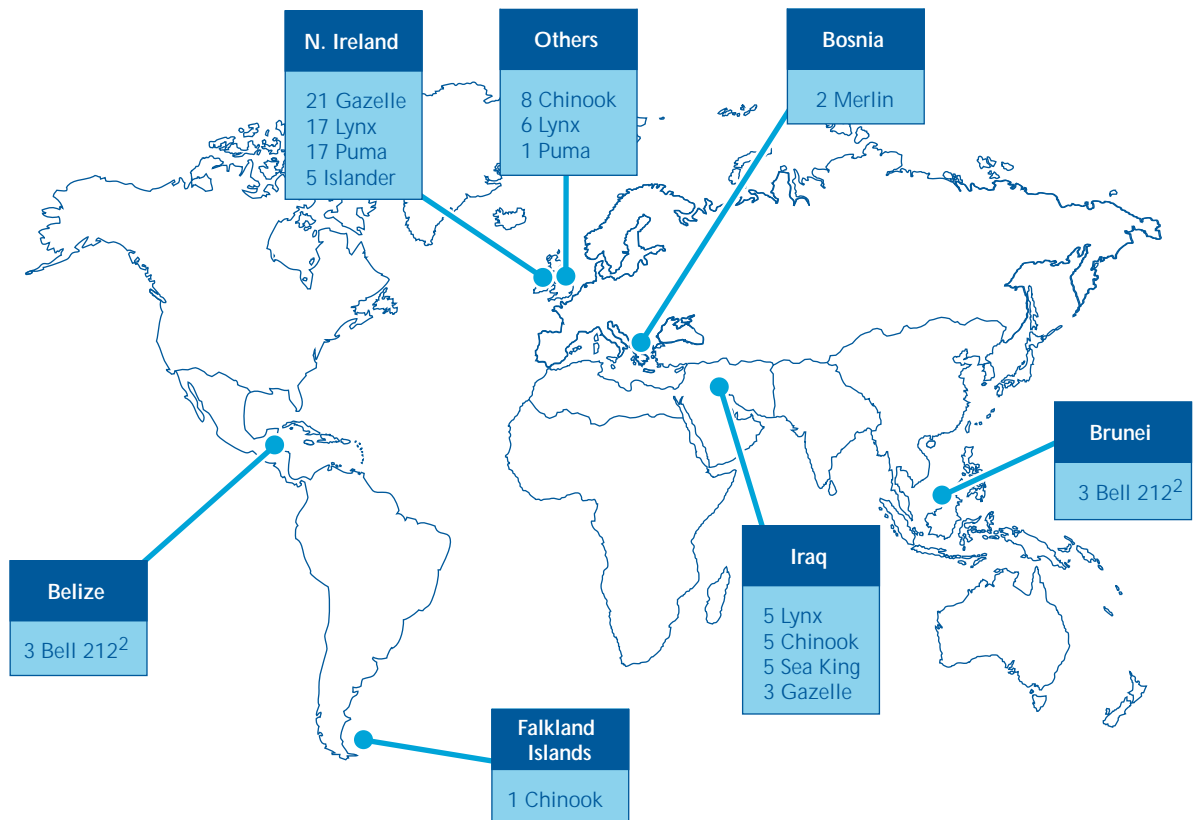 N. Ireland
21 Gazelle
17 Lynx
17 Puma
5 Islander
Others
8 Chinook
6 Lynx
1 Puma
Bosnia
2 Merlin
Brunei
3 Bell 212²
Iraq
5 Lynx
5 Chinook
5 Sea King
3 Gazelle
Belize
3 Bell 212²
Falkland
Islands
1 Chinook